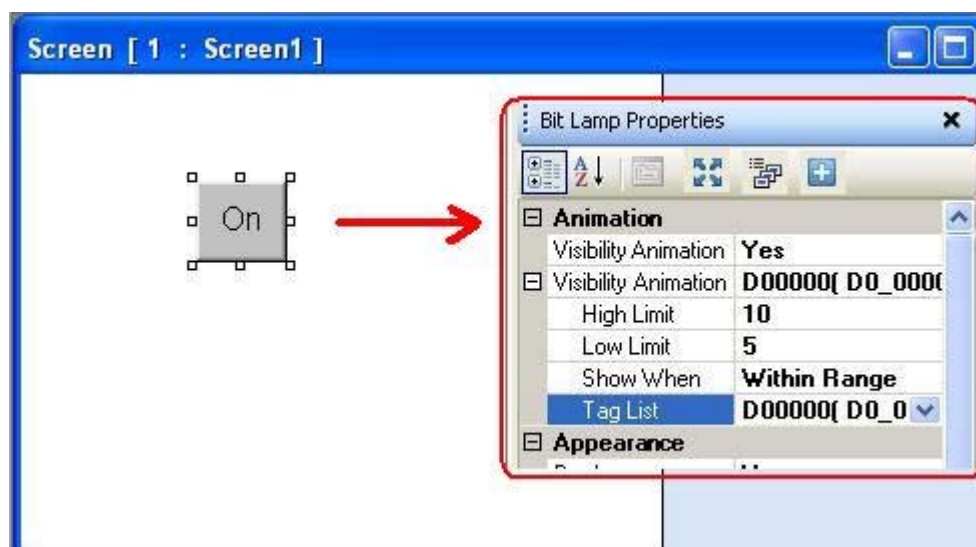 Screen [ 1 : Screen1 ]
Bit Lamp Properties
On
Animation
Visibility Animation Yes
Visibility Animation D00000( D0_0000
High Limit 10
Low Limit 5
Show When Within Range
Tag List D00000( D0_0
Appearance